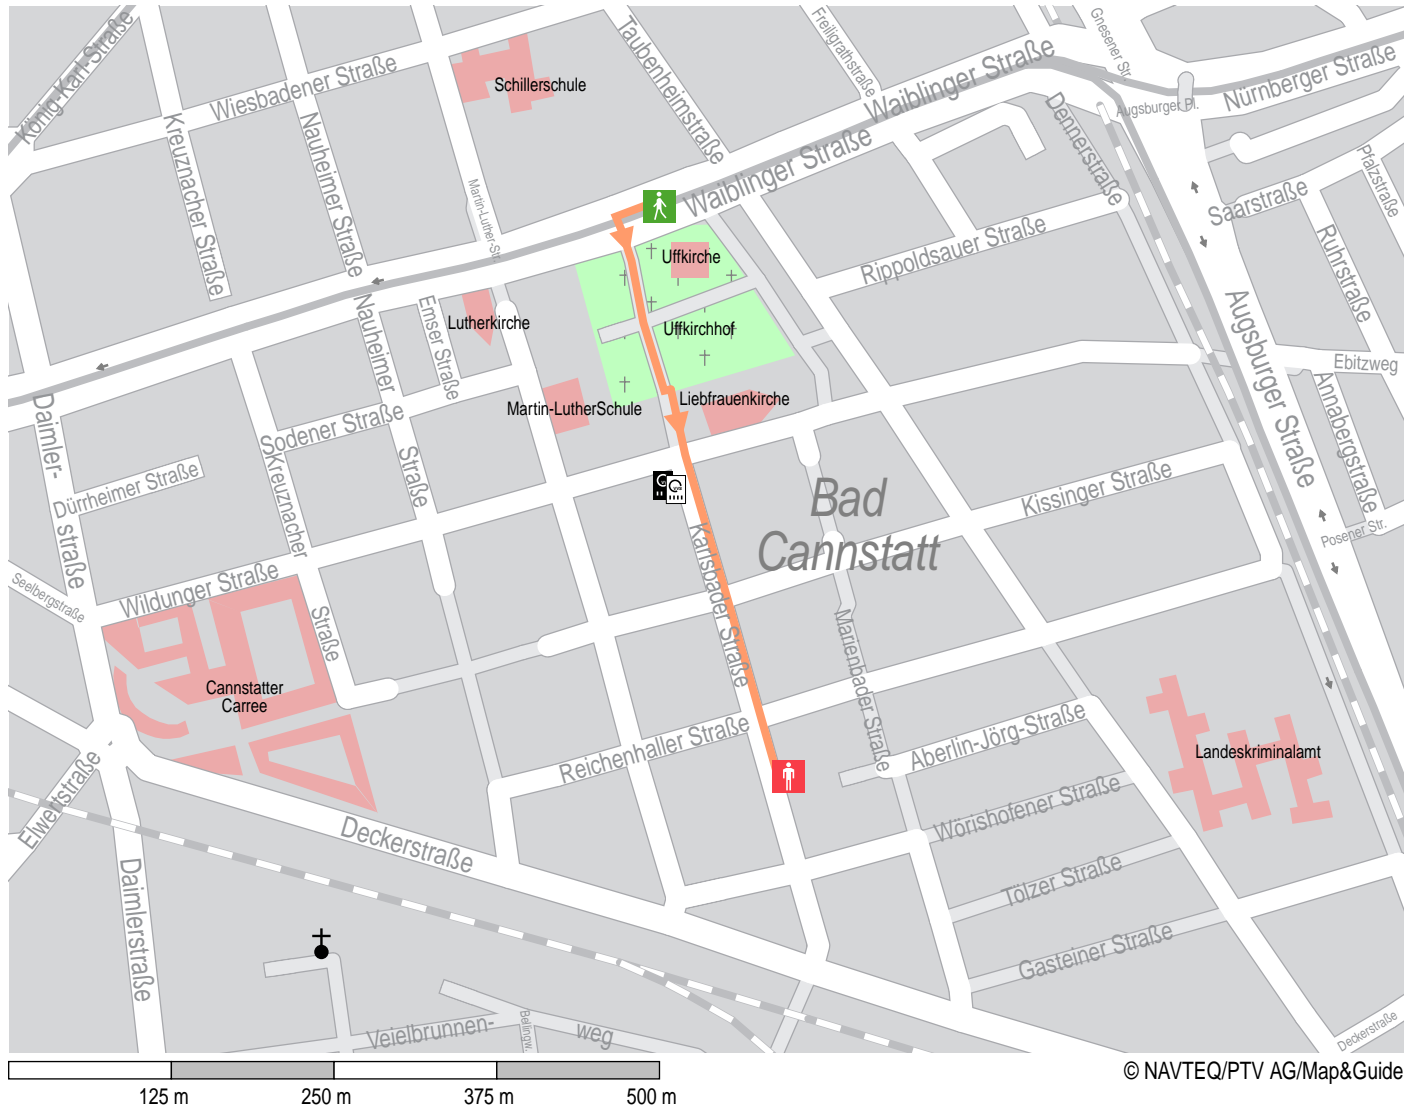 König-Karl-Straße
Wiesbadener Straße
Kreuznacher Straße
Nauheimer Straße
Schillerschule
Taubenheimstraße
Freiligrathstraße
Waiblinger Straße
Waiblinger Straße
Gnesener Str.
Augsburger Pl.
Nürnberger Straße
Dennerstraße
Pfalzstraße
Saarstraße
Ruhrstraße
Martin-Luther-Str.
Rippoldsauer Straße
Uffkirche
Uffkirchhof
Lutherkirche
Emser Straße
Nauheimer
Straße
Augsburger Straße
Ebitzweg
Annabergstraße
Liebfrauenkirche
Martin-LutherSchule
Daimler-
straße
Sodener Straße
Kreuznacher
Straße
Dürrheimer Straße
Bad
Cannstatt
Kissinger Straße
Posener Str.
Karlsbader Straße
Seelbergstraße
Wildunger Straße
Marienbader Straße
Cannstatter
Carree
Reichenhaller Straße
Aberlin-Jörg-Straße
Landeskriminalamt
Elwertstraße
Deckerstraße
Wörishofener Straße
Tölzer Straße
Gasteiner Straße
Daimlerstraße
Veielbrunnen-
weg
Bellingw.
Deckerstraße
125 m
250 m
375 m
500 m
© NAVTEQ/PTV AG/Map&Guide